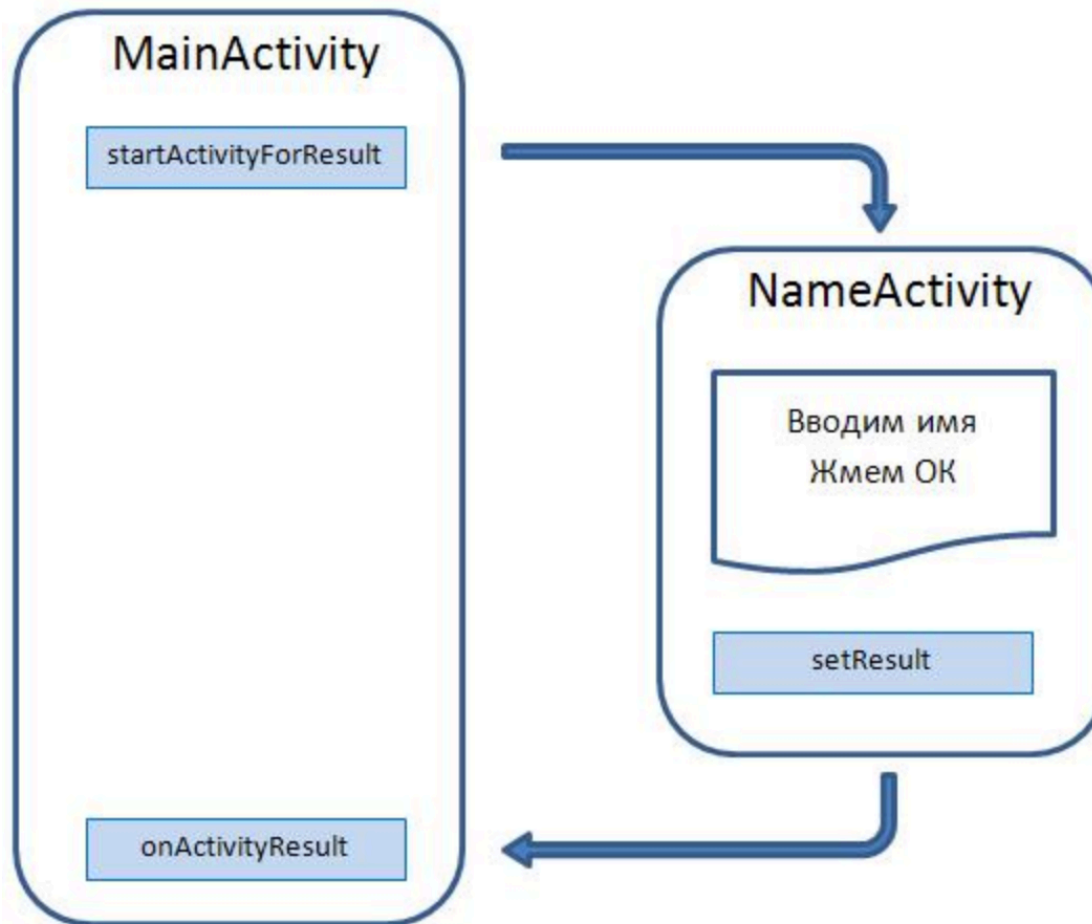 MainActivity
startActivityForResult
NameActivity
Вводим имя
Жмем ОК
setResult
onActivityResult